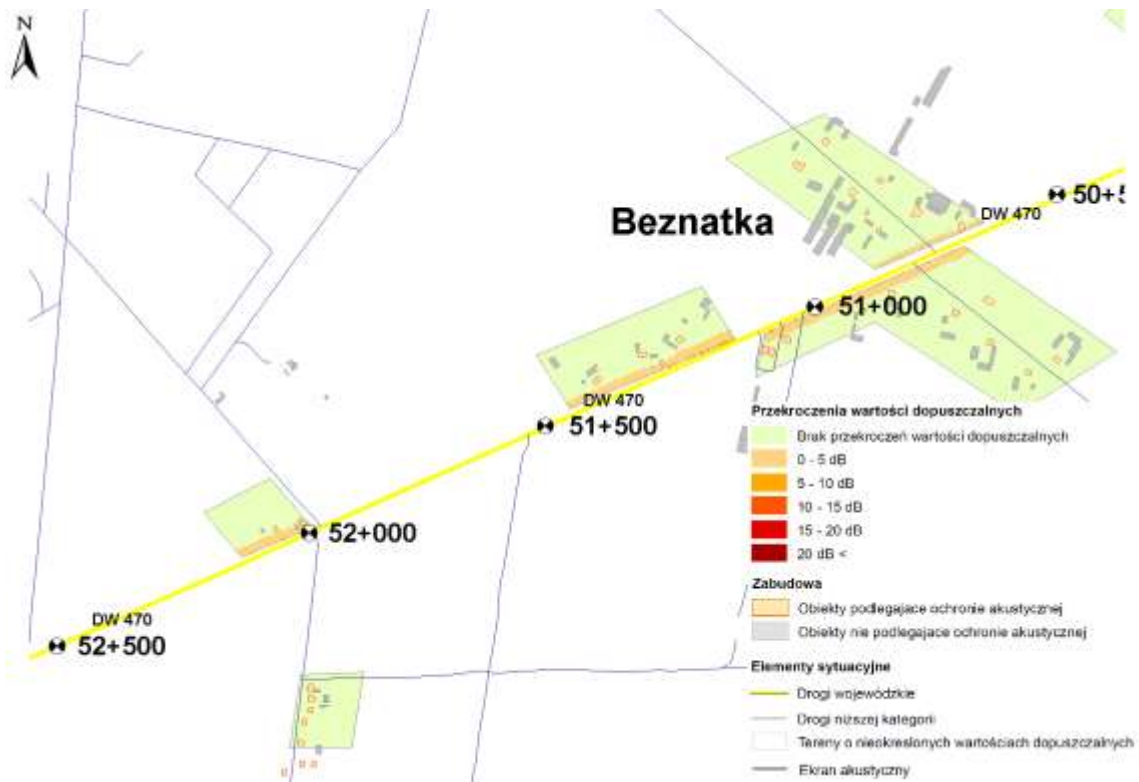 N
Beznatka
DW 470
50+5
51+000
DW 470
51+500
52+000
DW 470
52+500
Przekroczenia wartości dopuszczalnych
Brak przekroczeń wartości dopuszczalnych
0 - 5 dB
5 - 10 dB
10 - 15 dB
15 - 20 dB
20 dB <
Zabudowa
Obiekty podlegajace ochronie akustycznej
Obiekty nie podlegajace ochronie akustycznej
Elementy sytuacyjne
Drogi wojewódzkie
Drogi niższej kategorii
Tereny o nieokreslonych wartościach dopuszczalnych
Ekran akustyczny